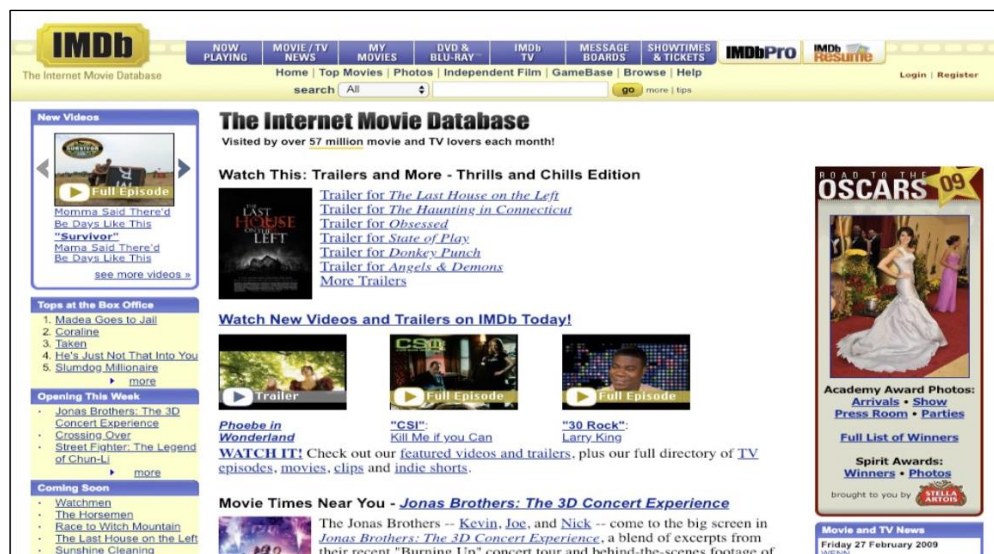 IMDb
The Internet Movie Database
NOW PLAYING
MOVIE / TV NEWS
MY MOVIES
DVD & BLU-RAY
IMDb TV
MESSAGE BOARDS
SHOWTIMES & TICKETS
IMDbPro
IMDb Resume
Home | Top Movies | Photos | Independent Film | GameBase | Browse | Help
Login | Register
search All go more | tips
New Videos
SURVIVOR
Full Episode
Momma Said There'd
Be Days Like This
"Survivor"
Mama Said There'd
Be Days Like This
see more videos »
Tops at the Box Office
1. Madea Goes to Jail
2. Coraline
3. Taken
4. He's Just Not That Into You
5. Slumdog Millionaire
more
Opening This Week
Jonas Brothers: The 3D
Concert Experience
Crossing Over
Street Fighter: The Legend
of Chun-Li
more
Coming Soon
Watchmen
The Horsemen
Race to Witch Mountain
The Last House on the Left
Sunshine Cleaning
The Internet Movie Database
Visited by over 57 million movie and TV lovers each month!
Watch This: Trailers and More - Thrills and Chills Edition
THE
LAST
HOUSE
ON THE
LEFT
Trailer for The Last House on the Left
Trailer for The Haunting in Connecticut
Trailer for Obsessed
Trailer for State of Play
Trailer for Donkey Punch
Trailer for Angels & Demons
More Trailers
Watch New Videos and Trailers on IMDb Today!
Trailer
CSI
Full Episode
Full Episode
Phoebe in
Wonderland
"CSI":
Kill Me if You Can
"30 Rock":
Larry King
WATCH IT! Check out our featured videos and trailers, plus our full directory of TV
episodes, movies, clips and indie shorts.
Movie Times Near You - Jonas Brothers: The 3D Concert Experience
The Jonas Brothers -- Kevin, Joe, and Nick -- come to the big screen in
Jonas Brothers: The 3D Concert Experience, a blend of excerpts from
their recent "Burning Up" concert tour and behind-the-scenes footage of
ROAD TO THE
OSCARS 09
Academy Award Photos:
Arrivals • Show
Press Room • Parties
Full List of Winners
Spirit Awards:
Winners • Photos
brought to you by STELLA ARTOIS
Movie and TV News
Friday 27 February 2009
WENN